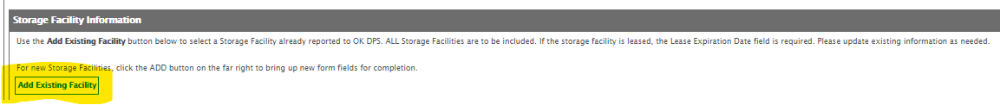 Storage Facility Information
Use the Add Existing Facility button below to select a Storage Facility already reported to OK DPS. ALL Storage Facilities are to be included. If the storage facility is leased, the Lease Expiration Date field is required. Please update existing information as needed.
For new Storage Facilities, click the ADD button on the far right to bring up new form fields for completion.
Add Existing Facility